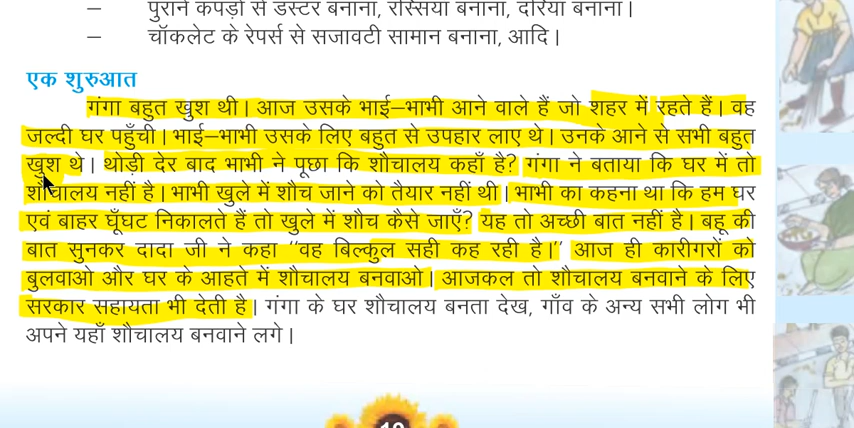 – पुराने कपड़ों से डस्टर बनाना, रस्सियाँ बनाना, दरियाँ बनाना।
– चॉकलेट के रेपर्स से सजावटी सामान बनाना, आदि।
एक शुरुआत
गंगा बहुत खुश थी। आज उसके भाई–भाभी आने वाले हैं जो शहर में रहते हैं। वह
जल्दी घर पहुँची। भाई–भाभी उसके लिए बहुत से उपहार लाए थे। उनके आने से सभी बहुत
खुश थे। थोड़ी देर बाद भाभी ने पूछा कि शौचालय कहाँ है? गंगा ने बताया कि घर में तो
शौचालय नहीं है। भाभी खुले में शौच जाने को तैयार नहीं थी। भाभी का कहना था कि हम घर
एवं बाहर घूँघट निकालते हैं तो खुले में शौच कैसे जाएँ? यह तो अच्छी बात नहीं है। बहू की
बात सुनकर दादा जी ने कहा ''वह बिल्कुल सही कह रही है।'' आज ही कारीगरों को
बुलवाओ और घर के आहते में शौचालय बनवाओ। आजकल तो शौचालय बनवाने के लिए
सरकार सहायता भी देती है। गंगा के घर शौचालय बनता देख, गाँव के अन्य सभी लोग भी
अपने यहाँ शौचालय बनवाने लगे।